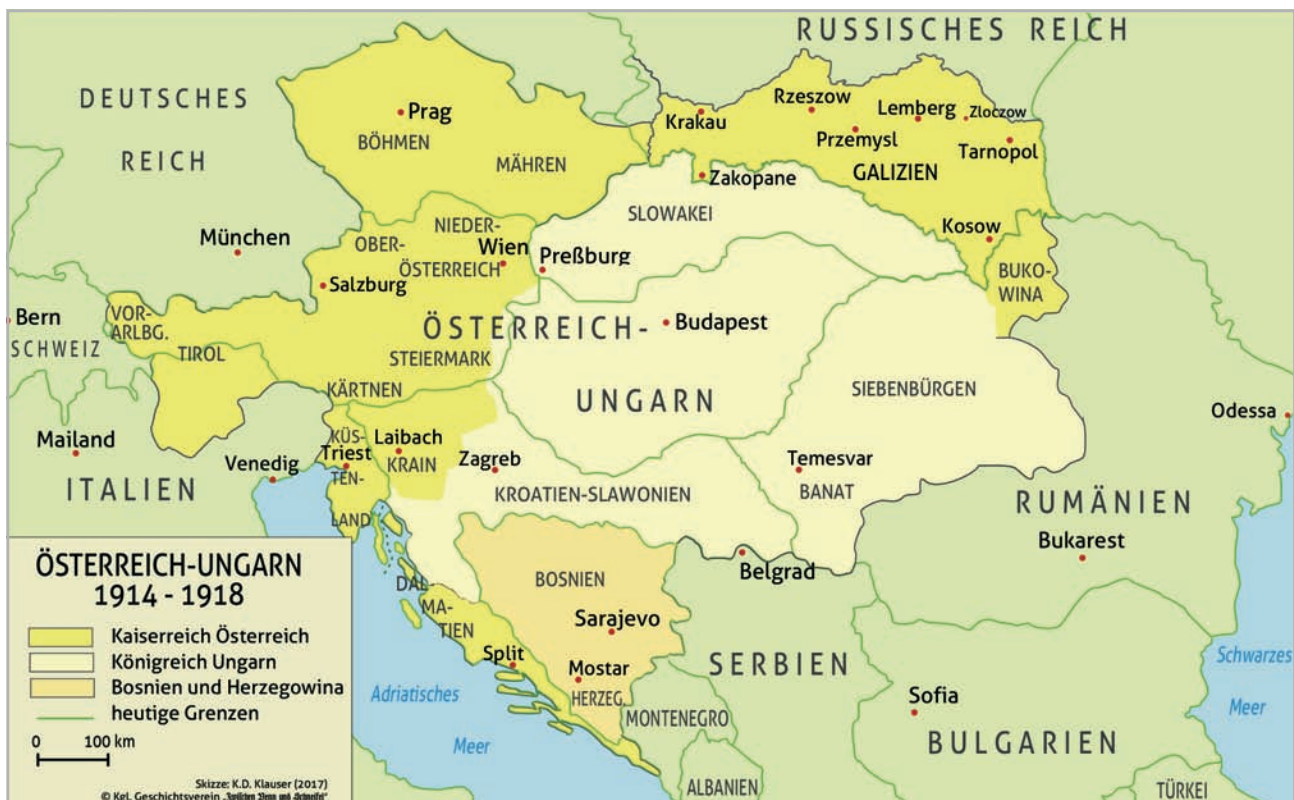 RUSSISCHES REICH
DEUTSCHES
REICH
Prag
BÖHMEN
MÄHREN
Krakau
Rzeszow
Lemberg
Zloczow
Przemysl
Tarnopol
GALIZIEN
Zakopane
SLOWAKEI
Kosow
BUKO-
WINA
München
NIEDER-
OBER-
ÖSTERREICH
Wien
Preßburg
Salzburg
Bern
SCHWEIZ
VOR-
ARLBG.
TIROL
ÖSTERREICH-
UNGARN
Budapest
STEIERMARK
KÄRTNEN
SIEBENBÜRGEN
Odessa
Mailand
ITALIEN
Venedig
KÜS-
Triest
TEN-
LAND
Laibach
KRAIN
Zagreb
KROATIEN-SLAWONIEN
Temesvar
BANAT
RUMÄNIEN
Bukarest
Belgrad
BOSNIEN
Sarajevo
Mostar
HERZEG.
DAL-
MA-
TIEN
Split
SERBIEN
MONTENEGRO
ALBANIEN
Sofia
BULGARIEN
TÜRKEI
Schwarzes
Meer
Adriatisches
Meer
ÖSTERREICH-UNGARN
1914 - 1918
Kaiserreich Österreich
Königreich Ungarn
Bosnien und Herzegowina
heutige Grenzen
0 100 km
Skizze: K.D. Klauser (2017)
© Kgl. Geschichtsverein